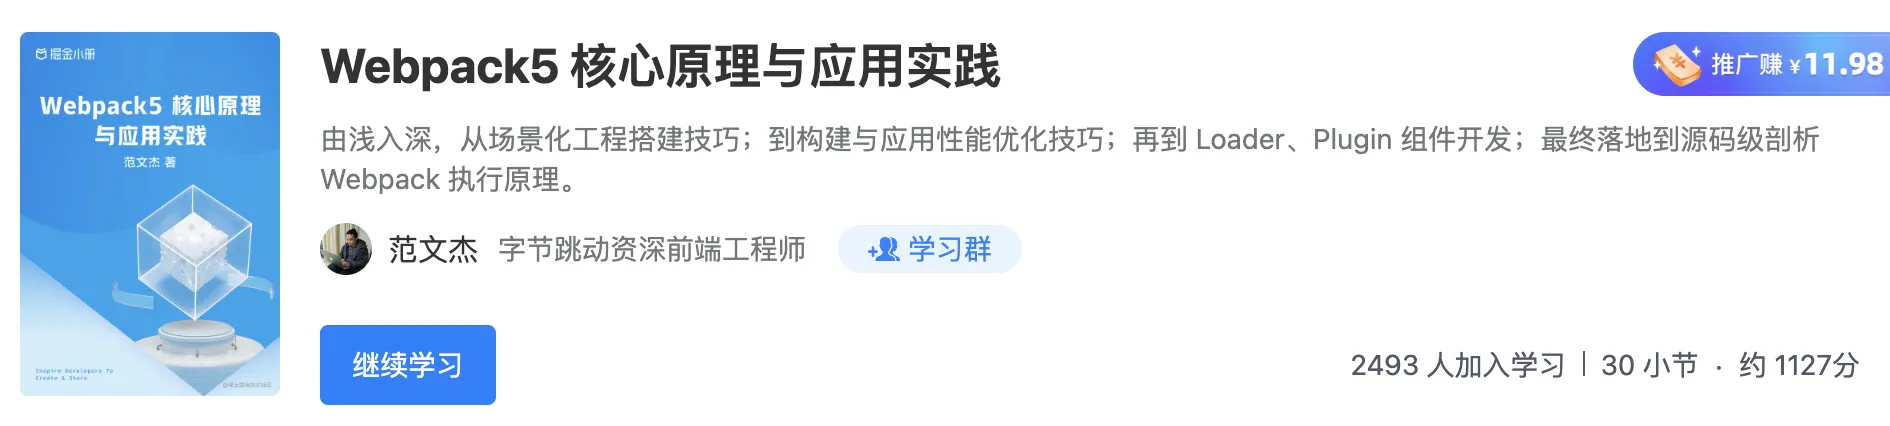 掘金小册
Webpack5 核心原理
与应用实践
范文杰 著
Inspire Developers To
Create & Share
@稀土掘金技术社区
Webpack5 核心原理与应用实践
推广赚 ¥11.98
由浅入深，从场景化工程搭建技巧；到构建与应用性能优化技巧；再到 Loader、Plugin 组件开发；最终落地到源码级剖析
Webpack 执行原理。
范文杰 字节跳动资深前端工程师 学习群
继续学习
2493 人加入学习 | 30 小节 · 约 1127分